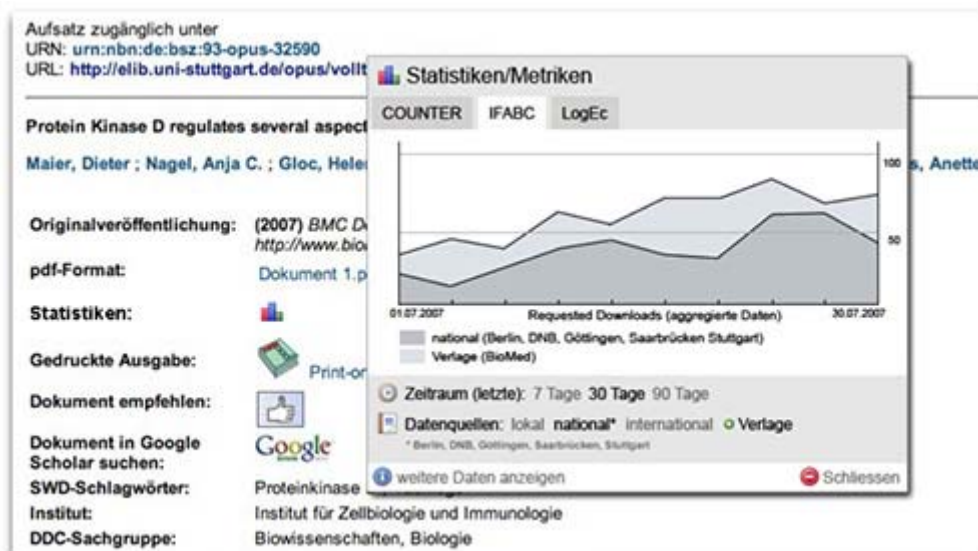 Aufsatz zugänglich unter
URN: urn:nbn:de:bsz:93-opus-32590
URL: http://elib.uni-stuttgart.de/opus/vollt
Protein Kinase D regulates several aspect
Maier, Dieter ; Nagel, Anja C. ; Gloc, Hele
s, Anette
Originalveröffentlichung: (2007) BMC D
http://www.bio
pdf-Format: Dokument 1.p
Statistiken:
Gedruckte Ausgabe: Print-or
Dokument empfehlen:
Dokument in Google
Scholar suchen:
Google
SWD-Schlagwörter: Proteinkinase
Institut: Institut für Zellbiologie und Immunologie
DDC-Sachgruppe: Biowissenschaften, Biologie
Statistiken/Metriken
COUNTER IFABC LogEc
100
50
01.07.2007 Requested Downloads (aggregierte Daten) 30.07.2007
national (Berlin, DNB, Göttingen, Saarbrücken Stuttgart)
Verlage (BioMed)
Zeitraum (letzte): 7 Tage 30 Tage 90 Tage
Datenquellen: lokal national* international Verlage
* Berlin, DNB, Göttingen, Saarbrücken, Stuttgart
weitere Daten anzeigen Schliessen